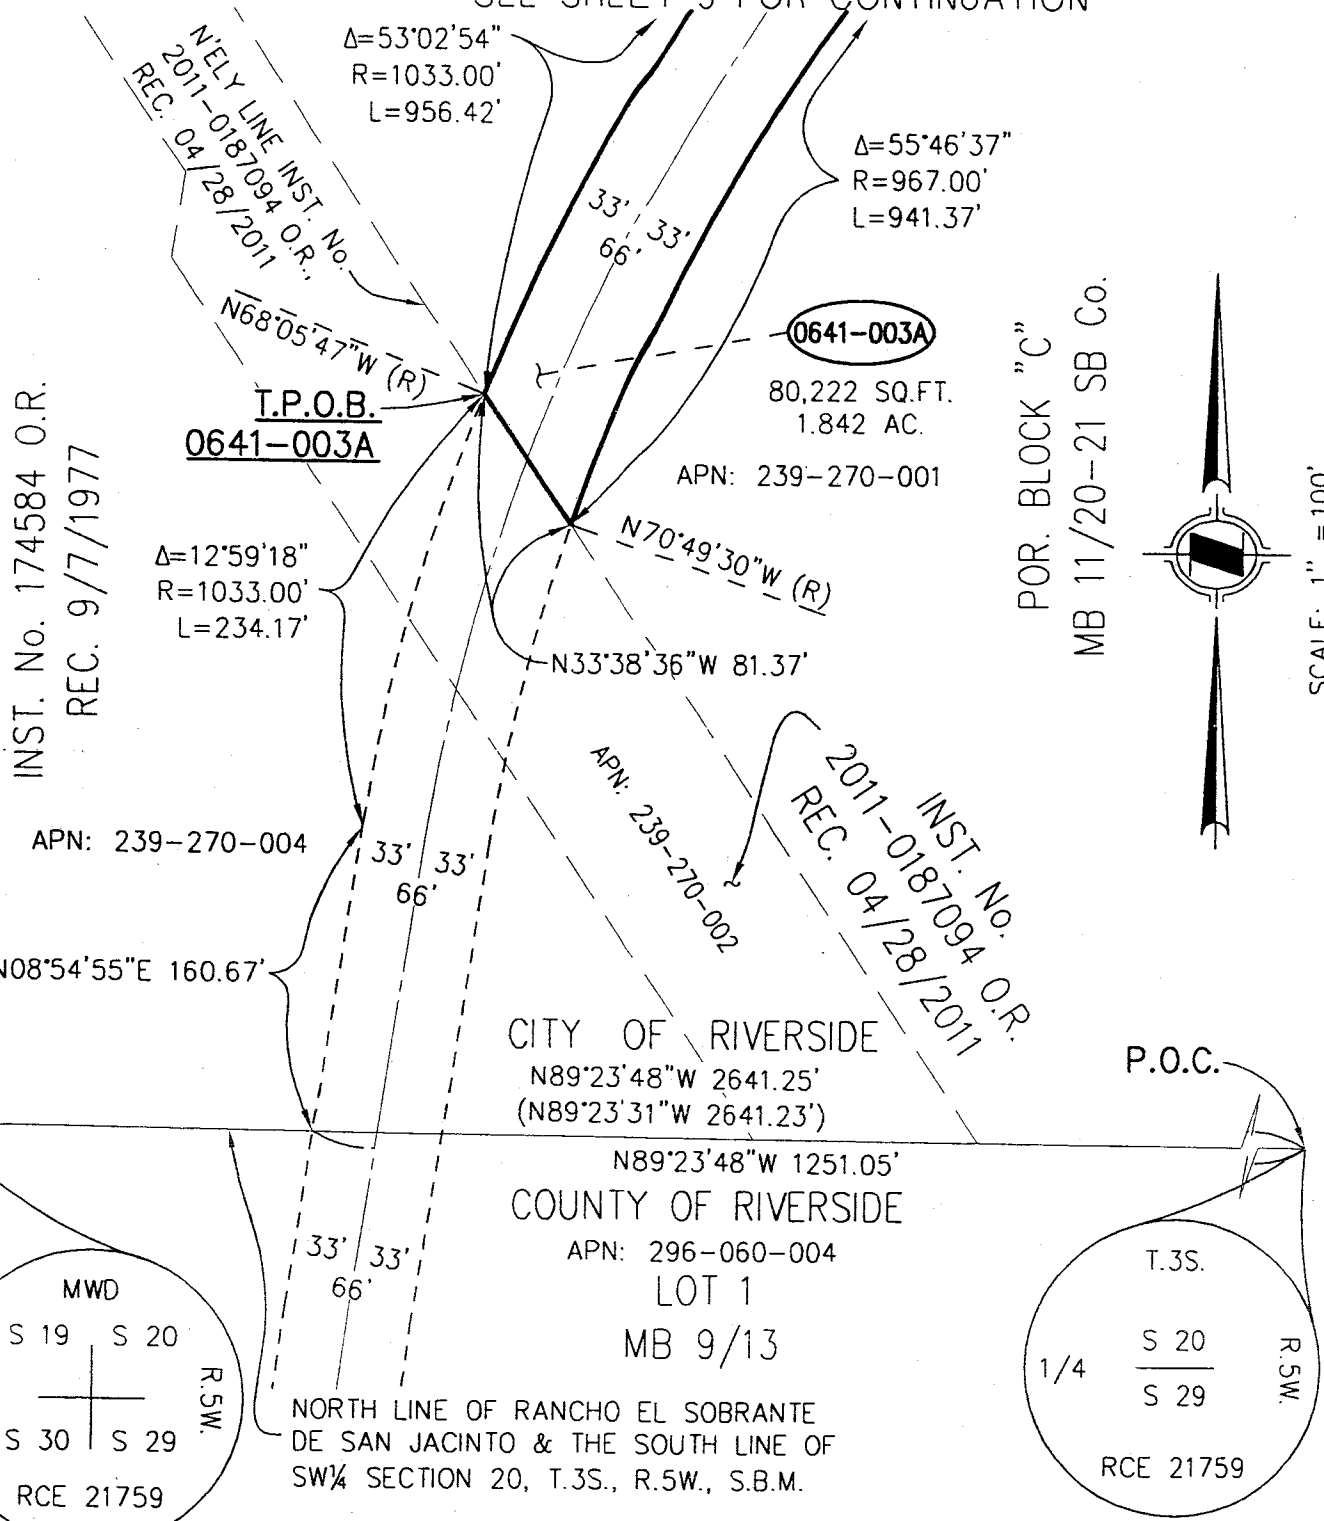 SEE SHEET 3 FOR CONTINUATION
Δ=53°02'54"
R=1033.00'
L=956.42'
N'ELY LINE INST. No.
2011-0187094 O.R.,
REC. 04/28/2011
Δ=55°46'37"
R=967.00'
L=941.37'
33' 33'
66'
N68°05'47"W (R)
0641-003A
80,222 SQ.FT.
1.842 AC.
APN: 239-270-001
T.P.O.B.
0641-003A
POR. BLOCK "C"
MB 11/20-21 SB Co.
SCALE: 1" = 100'
INST. No. 174584 O.R.
REC. 9/7/1977
N70°49'30"W (R)
Δ=12°59'18"
R=1033.00'
L=234.17'
N33°38'36"W 81.37'
APN: 239-270-002
INST. No.
2011-0187094 O.R.
REC. 04/28/2011
APN: 239-270-004
33' 33'
66'
N08°54'55"E 160.67'
CITY OF RIVERSIDE
N89°23'48"W 2641.25'
(N89°23'31"W 2641.23')
P.O.C.
N89°23'48"W 1251.05'
COUNTY OF RIVERSIDE
APN: 296-060-004
LOT 1
MB 9/13
33' 33'
66'
MWD
S 19 S 20
R.5W.
S 30 S 29
RCE 21759
T.3S.
1/4 S 20
S 29
R.5W.
RCE 21759
NORTH LINE OF RANCHO EL SOBRANTE
DE SAN JACINTO & THE SOUTH LINE OF
SW¼ SECTION 20, T.3S., R.5W., S.B.M.